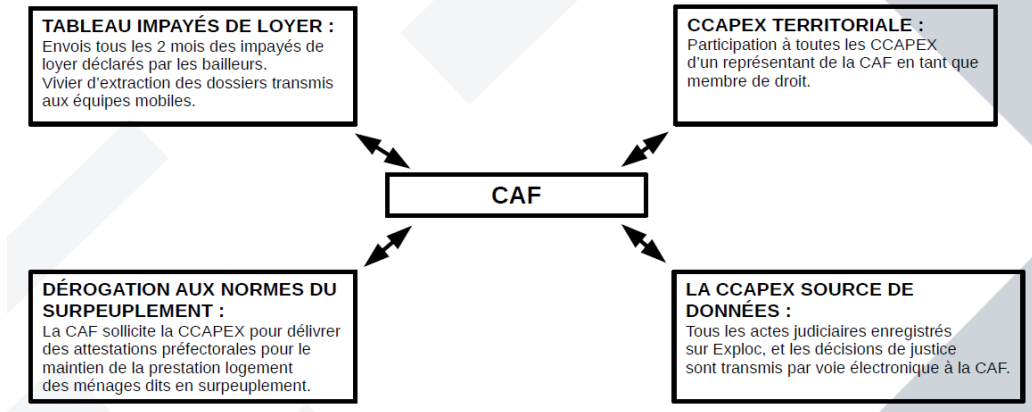 TABLEAU IMPAYÉS DE LOYER :
Envois tous les 2 mois des impayés de
loyer déclarés par les bailleurs.
Vivier d'extraction des dossiers transmis
aux équipes mobiles.
CCAPEX TERRITORIALE :
Participation à toutes les CCAPEX
d'un représentant de la CAF en tant que
membre de droit.
CAF
DÉROGATION AUX NORMES DU
SURPEUPLEMENT :
La CAF sollicite la CCAPEX pour délivrer
des attestations préfectorales pour le
maintien de la prestation logement
des ménages dits en surpeuplement.
LA CCAPEX SOURCE DE
DONNÉES :
Tous les actes judiciaires enregistrés
sur Exploc, et les décisions de justice
sont transmis par voie électronique à la CAF.